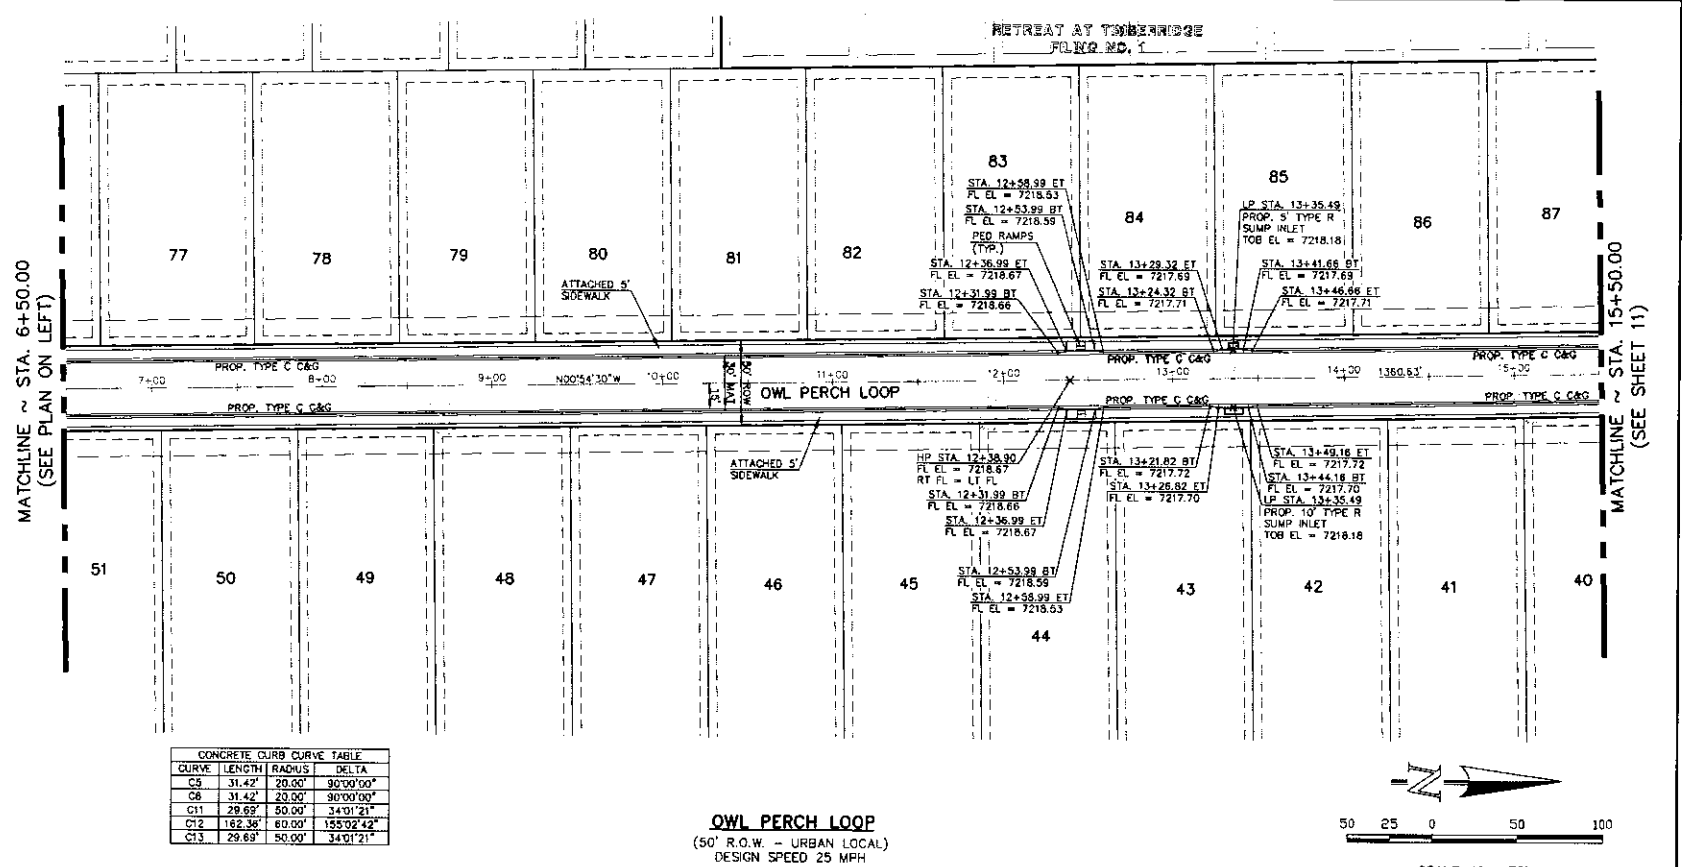 RETREAT AT TIMBERRIDGE
FILING NO. 1
MATCHLINE ~ STA. 6+50.00
(SEE PLAN ON LEFT)
77
78
79
80
81
82
83
84
85
86
87
STA. 12+58.99 ET
FL EL = 7218.53
STA. 12+53.99 BT
FL EL = 7218.59
PED RAMPS
(TYP.)
STA. 12+36.99 ET
FL EL = 7218.67
STA. 12+31.99 BT
FL EL = 7218.66
STA. 13+29.32 ET
FL EL = 7217.69
STA. 13+24.32 BT
FL EL = 7217.71
LP STA. 13+35.49
PROP. 5' TYPE R
SUMP INLET
TOB EL = 7218.18
STA. 13+41.66 BT
FL EL = 7217.69
STA. 13+46.66 ET
FL EL = 7217.71
ATTACHED 5'
SIDEWALK
PROP. TYPE C C&G
PROP. TYPE C C&G
PROP. TYPE C C&G
7+00
8+00
9+00
N00°54'30"W
10+00
11+00
12+00
13+00
14+00
1360.63'
15+00
50' ROW
30' MAT
15'
OWL PERCH LOOP
PROP. TYPE C C&G
PROP. TYPE C C&G
PROP. TYPE C C&G
ATTACHED 5'
SIDEWALK
HP STA. 12+38.90
FL EL = 7218.67
RT FL = LT FL
STA. 12+31.99 BT
FL EL = 7218.66
STA. 12+36.99 ET
FL EL = 7218.67
STA. 12+53.99 BT
FL EL = 7218.59
STA. 12+58.99 ET
FL EL = 7218.53
STA. 13+21.82 BT
FL EL = 7217.72
STA. 13+26.82 ET
FL EL = 7217.70
STA. 13+49.16 ET
FL EL = 7217.72
STA. 13+44.16 BT
FL EL = 7217.70
LP STA. 13+35.49
PROP. 10' TYPE R
SUMP INLET
TOB EL = 7218.18
MATCHLINE ~ STA. 15+50.00
(SEE SHEET 11)
51
50
49
48
47
46
45
44
43
42
41
40
CONCRETE CURB CURVE TABLE
CURVE LENGTH RADIUS DELTA
C5 31.42' 20.00' 90°00'00"
C6 31.42' 20.00' 90°00'00"
C11 29.69' 50.00' 34°01'21"
C12 162.36' 60.00' 155°02'42"
C13 29.69' 50.00' 34°01'21"
OWL PERCH LOOP
(50' R.O.W. - URBAN LOCAL)
DESIGN SPEED 25 MPH
N
50 25 0 50 100